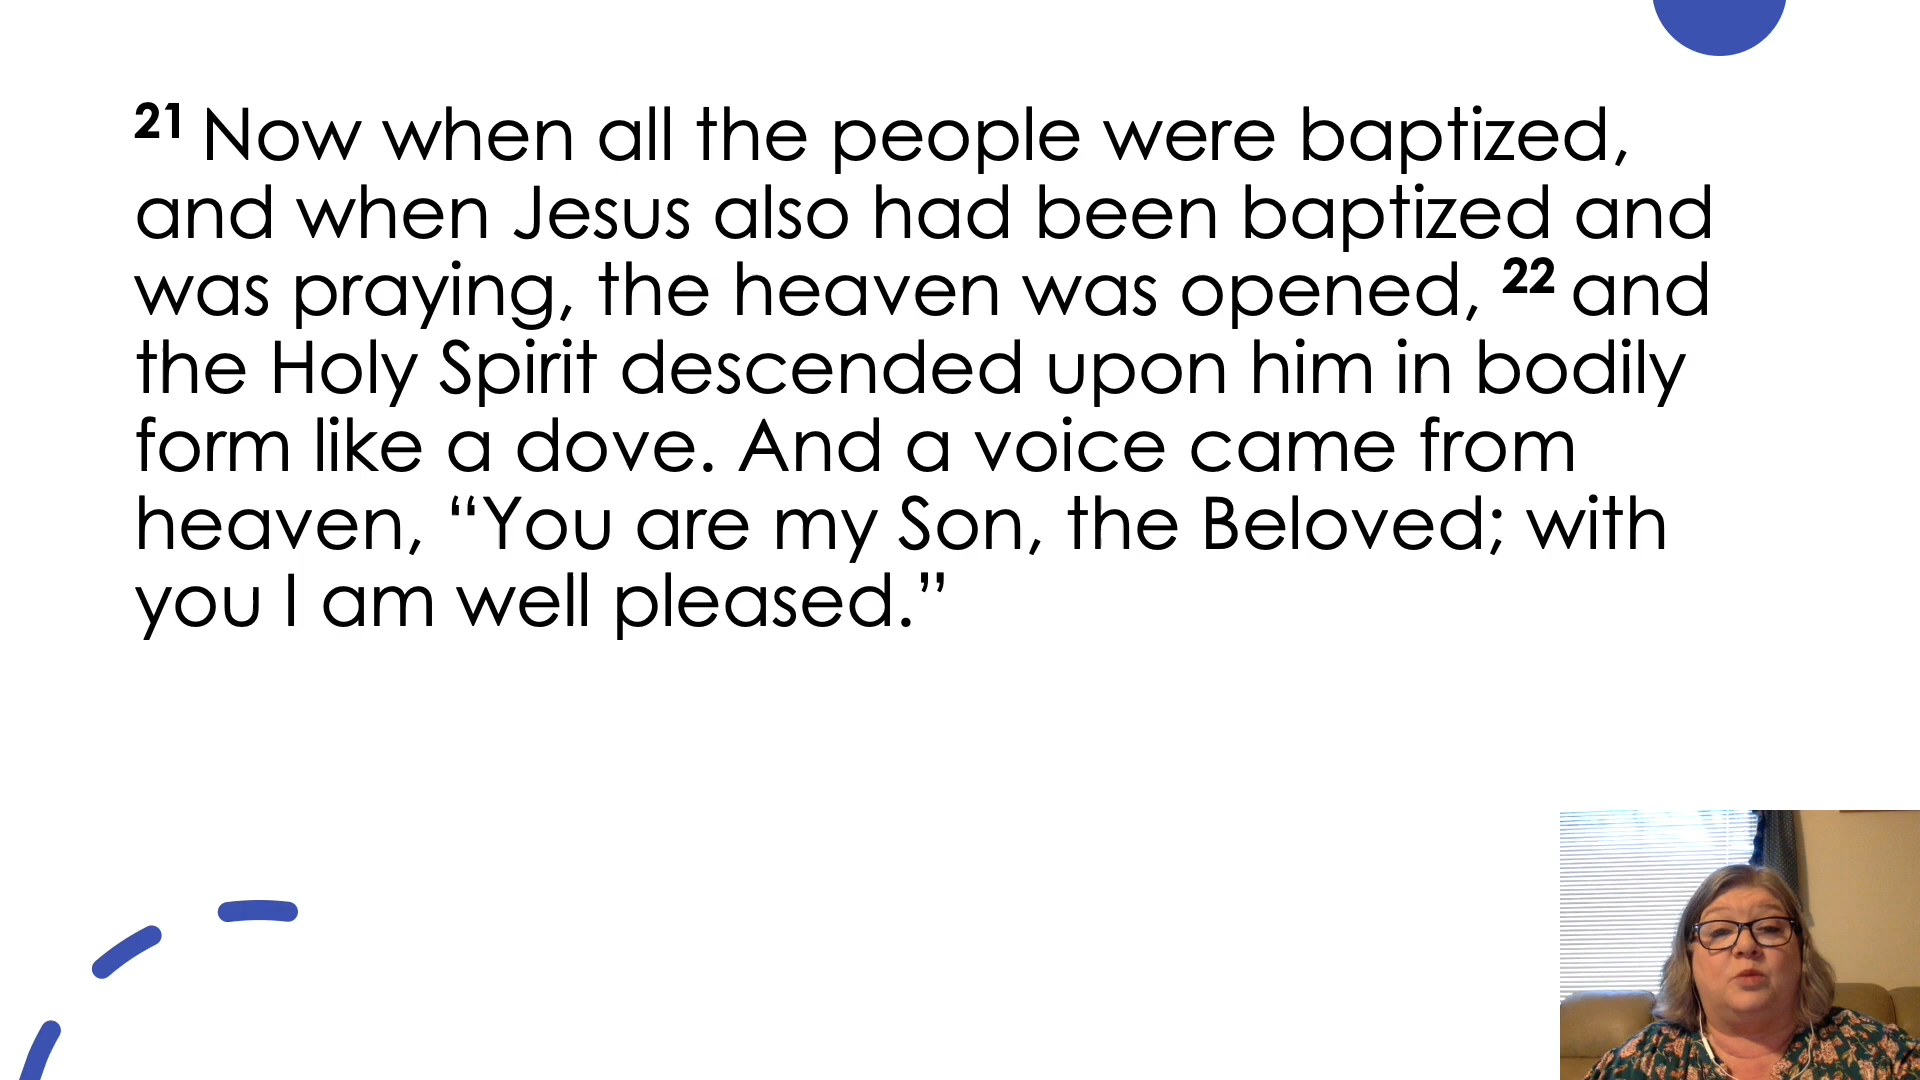 21 Now when all the people were baptized,
and when Jesus also had been baptized and
was praying, the heaven was opened, 22 and
the Holy Spirit descended upon him in bodily
form like a dove. And a voice came from
heaven, “You are my Son, the Beloved; with
you I am well pleased.”